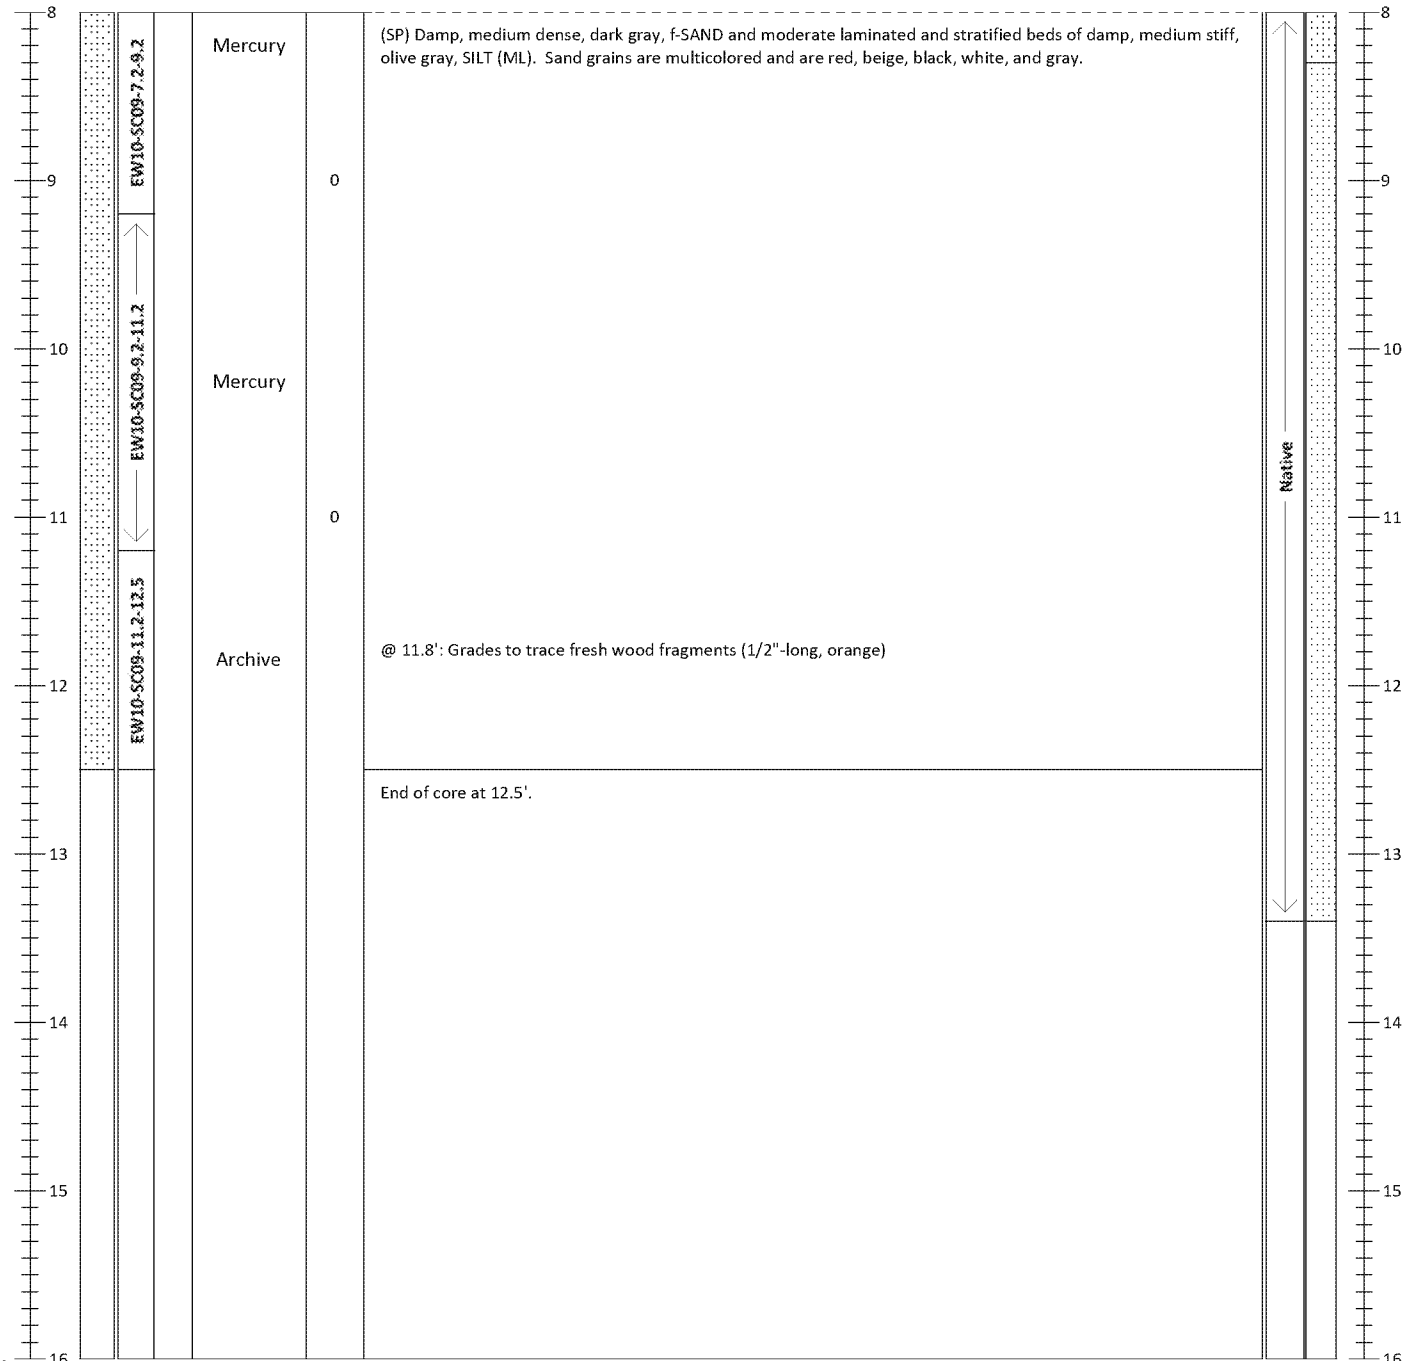 8
8
EW10-SC09-7.2-9.2
Mercury
(SP) Damp, medium dense, dark gray, f-SAND and moderate laminated and stratified beds of damp, medium stiff,
olive gray, SILT (ML).  Sand grains are multicolored and are red, beige, black, white, and gray.
9
0
9
EW10-SC09-9.2-11.2
10
Mercury
10
Native
11
0
11
EW10-SC09-11.2-12.5
Archive
@ 11.8': Grades to trace fresh wood fragments (1/2"-long, orange)
12
12
End of core at 12.5'.
13
13
14
14
15
15
16
16